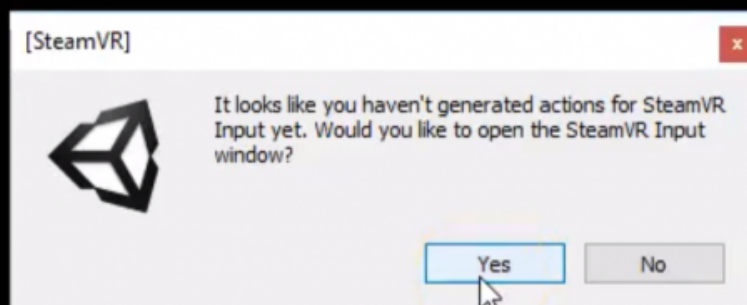 [SteamVR]
x
It looks like you haven't generated actions for SteamVR
Input yet. Would you like to open the SteamVR Input
window?
Yes
No